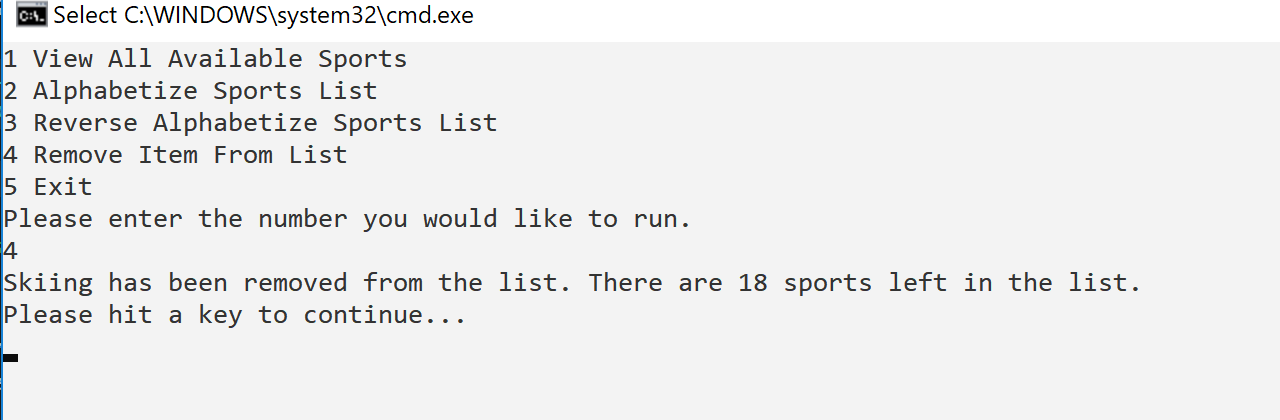 Select C:\WINDOWS\system32\cmd.exe
1 View All Available Sports
2 Alphabetize Sports List
3 Reverse Alphabetize Sports List
4 Remove Item From List
5 Exit
Please enter the number you would like to run.
4
Skiing has been removed from the list. There are 18 sports left in the list.
Please hit a key to continue...